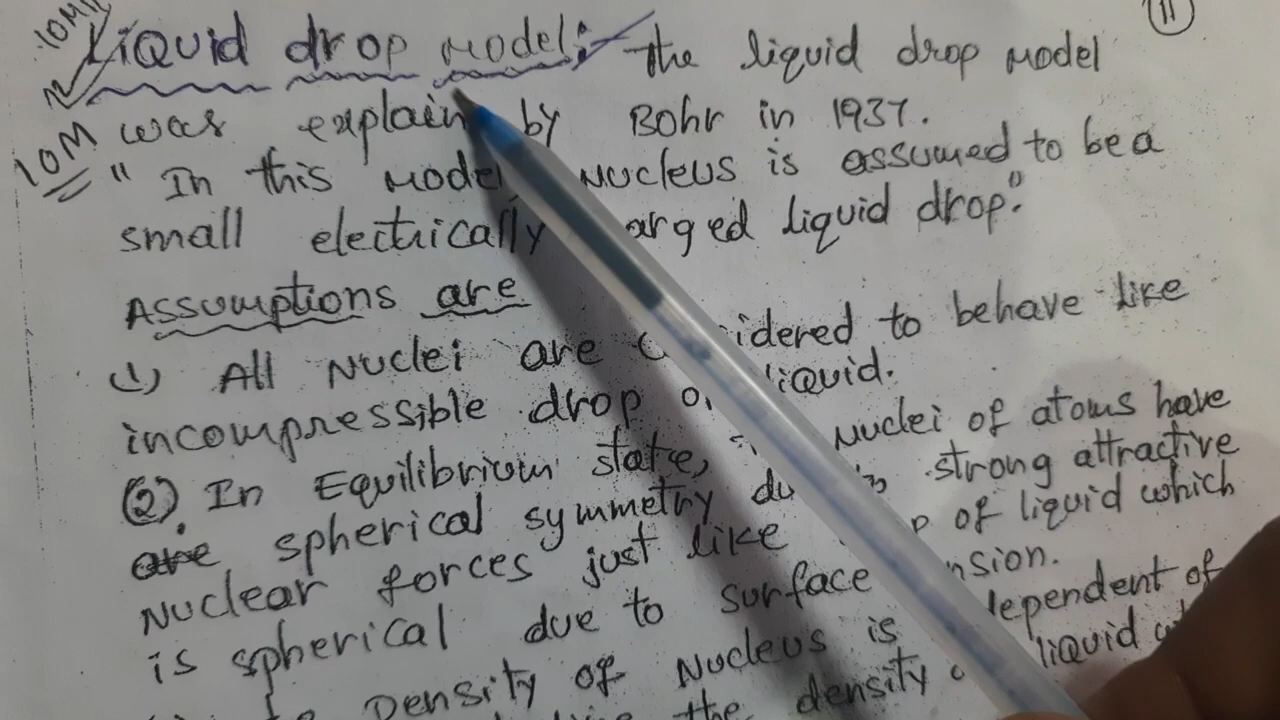 11
10M
Liquid drop model:- The liquid drop model
10M
was explain by Bohr in 1937.
" In this model nucleus is assumed to be a
small electrically arged liquid drop."
Assumptions are
(1) All Nuclei are idered to behave like
incompressible drop liquid.
(2). In Equilibrium state, nuclei of atoms have
are spherical symmetry strong attractive
nuclear forces just like of liquid which
is spherical due to surface nsion.
Density of Nucleus is dependent of
the density liquid